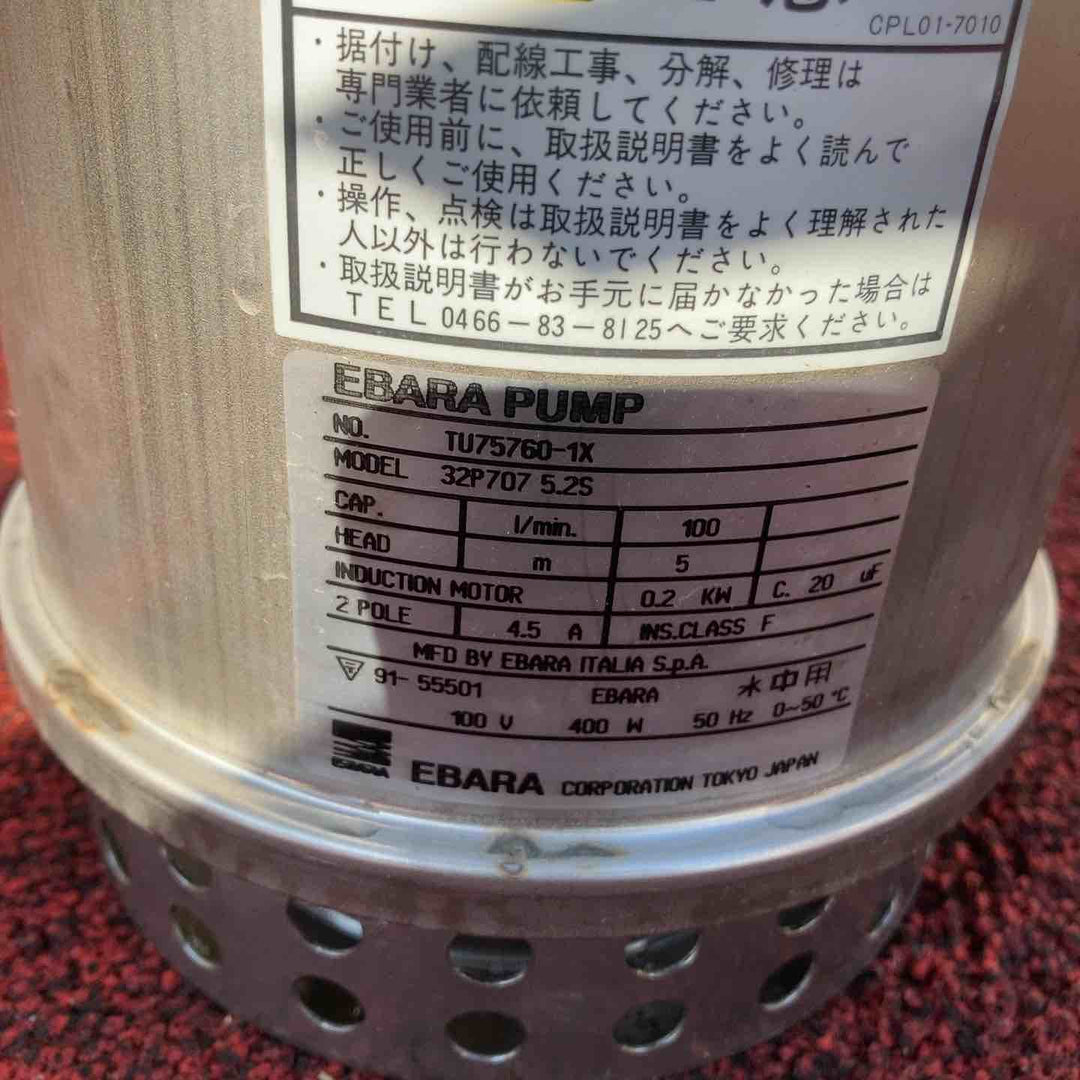 CPL01-7010
・据付け、配線工事、分解、修理は
専門業者に依頼してください。
・ご使用前に、取扱説明書をよく読んで
正しくご使用ください。
・操作、点検は取扱説明書をよく理解された
人以外は行わないでください。
・取扱説明書がお手元に届かなかった場合は
TEL 0466-83-8125へご要求ください。
EBARA PUMP
NO. TU75760-1X
MODEL 32P707 5.2S
CAP. l/min. 100
HEAD m 5
INDUCTION MOTOR 0.2 KW C. 20 uF
2 POLE 4.5 A INS.CLASS F
MFD BY EBARA ITALIA S.p.A.
91-55501 EBARA 水中用
100 V 400 W 50 Hz 0~50 ℃
EBARA
EBARA CORPORATION TOKYO JAPAN